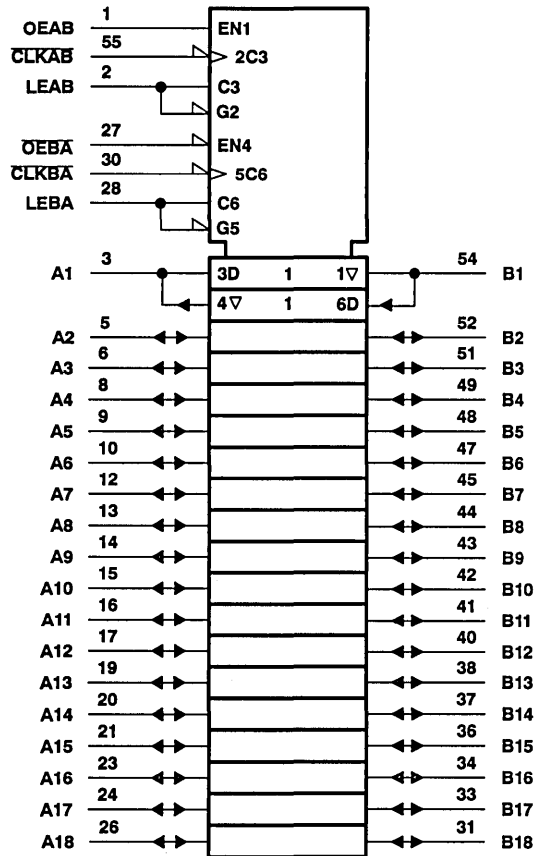 OEAB 1 EN1
CLKAB 55 2C3
LEAB 2 C3
G2
OEBA 27 EN4
CLKBA 30 5C6
LEBA 28 C6
G5
A1 3 3D 1 1▽ 54 B1
4▽ 1 6D
A2 5 52 B2
A3 6 51 B3
A4 8 49 B4
A5 9 48 B5
A6 10 47 B6
A7 12 45 B7
A8 13 44 B8
A9 14 43 B9
A10 15 42 B10
A11 16 41 B11
A12 17 40 B12
A13 19 38 B13
A14 20 37 B14
A15 21 36 B15
A16 23 34 B16
A17 24 33 B17
A18 26 31 B18